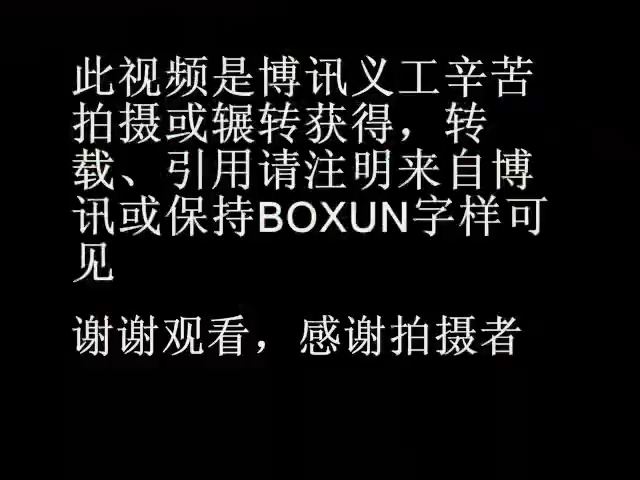 此视频是博讯义工辛苦
拍摄或辗转获得，转
载、引用请注明来自博
讯或保持BOXUN字样可
见
谢谢观看，感谢拍摄者